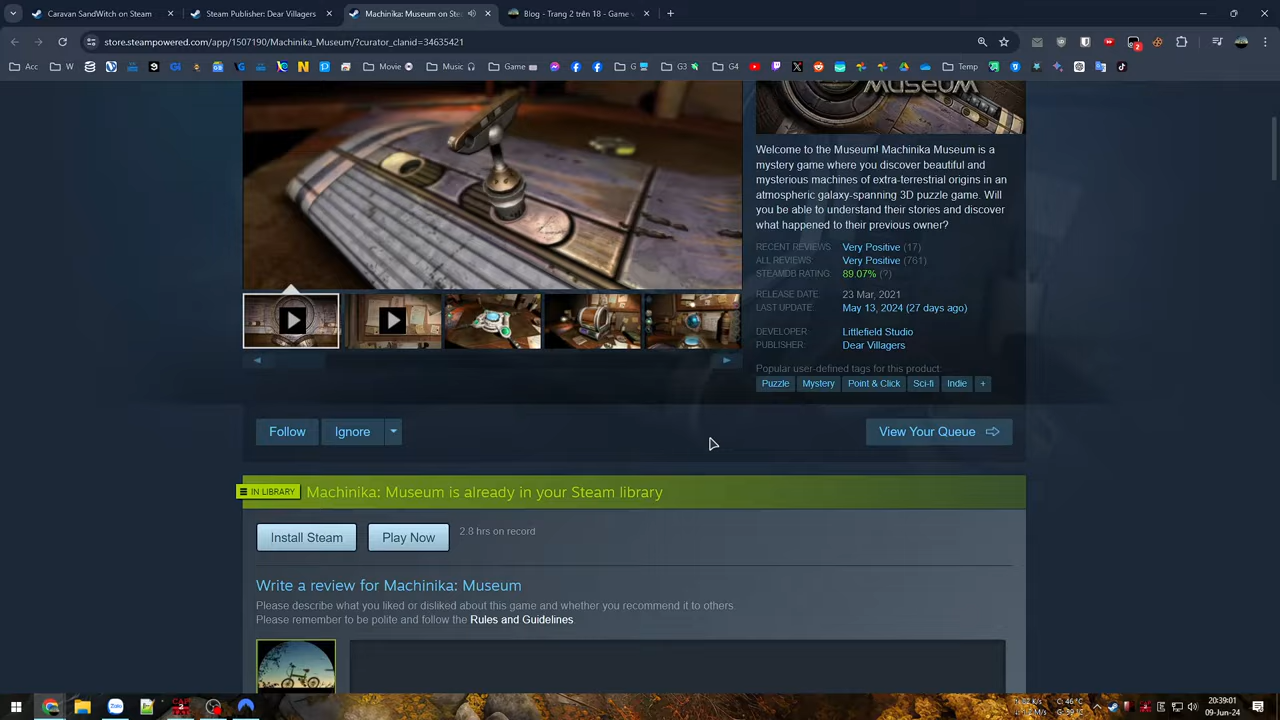 Caravan SandWitch on Steam
Steam Publisher: Dear Villagers
Machinika: Museum on Ste
Blog - Trang 2 trên 18 - Game v
store.steampowered.com/app/1507190/Machinika_Museum/?curator_clanid=34635421
Acc
W
Movie
Music
Game
G
G3
G4
Temp
MUSEUM
Welcome to the Museum! Machinika Museum is a
mystery game where you discover beautiful and
mysterious machines of extra-terrestrial origins in an
atmospheric galaxy-spanning 3D puzzle game. Will
you be able to understand their stories and discover
what happened to their previous owner?
RECENT REVIEWS: Very Positive (17)
ALL REVIEWS: Very Positive (761)
STEAMDB RATING: 89.07% (?)
RELEASE DATE: 23 Mar, 2021
LAST UPDATE: May 13, 2024 (27 days ago)
DEVELOPER: Littlefield Studio
PUBLISHER: Dear Villagers
Popular user-defined tags for this product:
Puzzle Mystery Point & Click Sci-fi Indie +
Follow Ignore View Your Queue
IN LIBRARY Machinika: Museum is already in your Steam library
Install Steam Play Now 2.8 hrs on record
Write a review for Machinika: Museum
Please describe what you liked or disliked about this game and whether you recommend it to others.
Please remember to be polite and follow the Rules and Guidelines.
Zalo
20:39:01
09-Jun-24